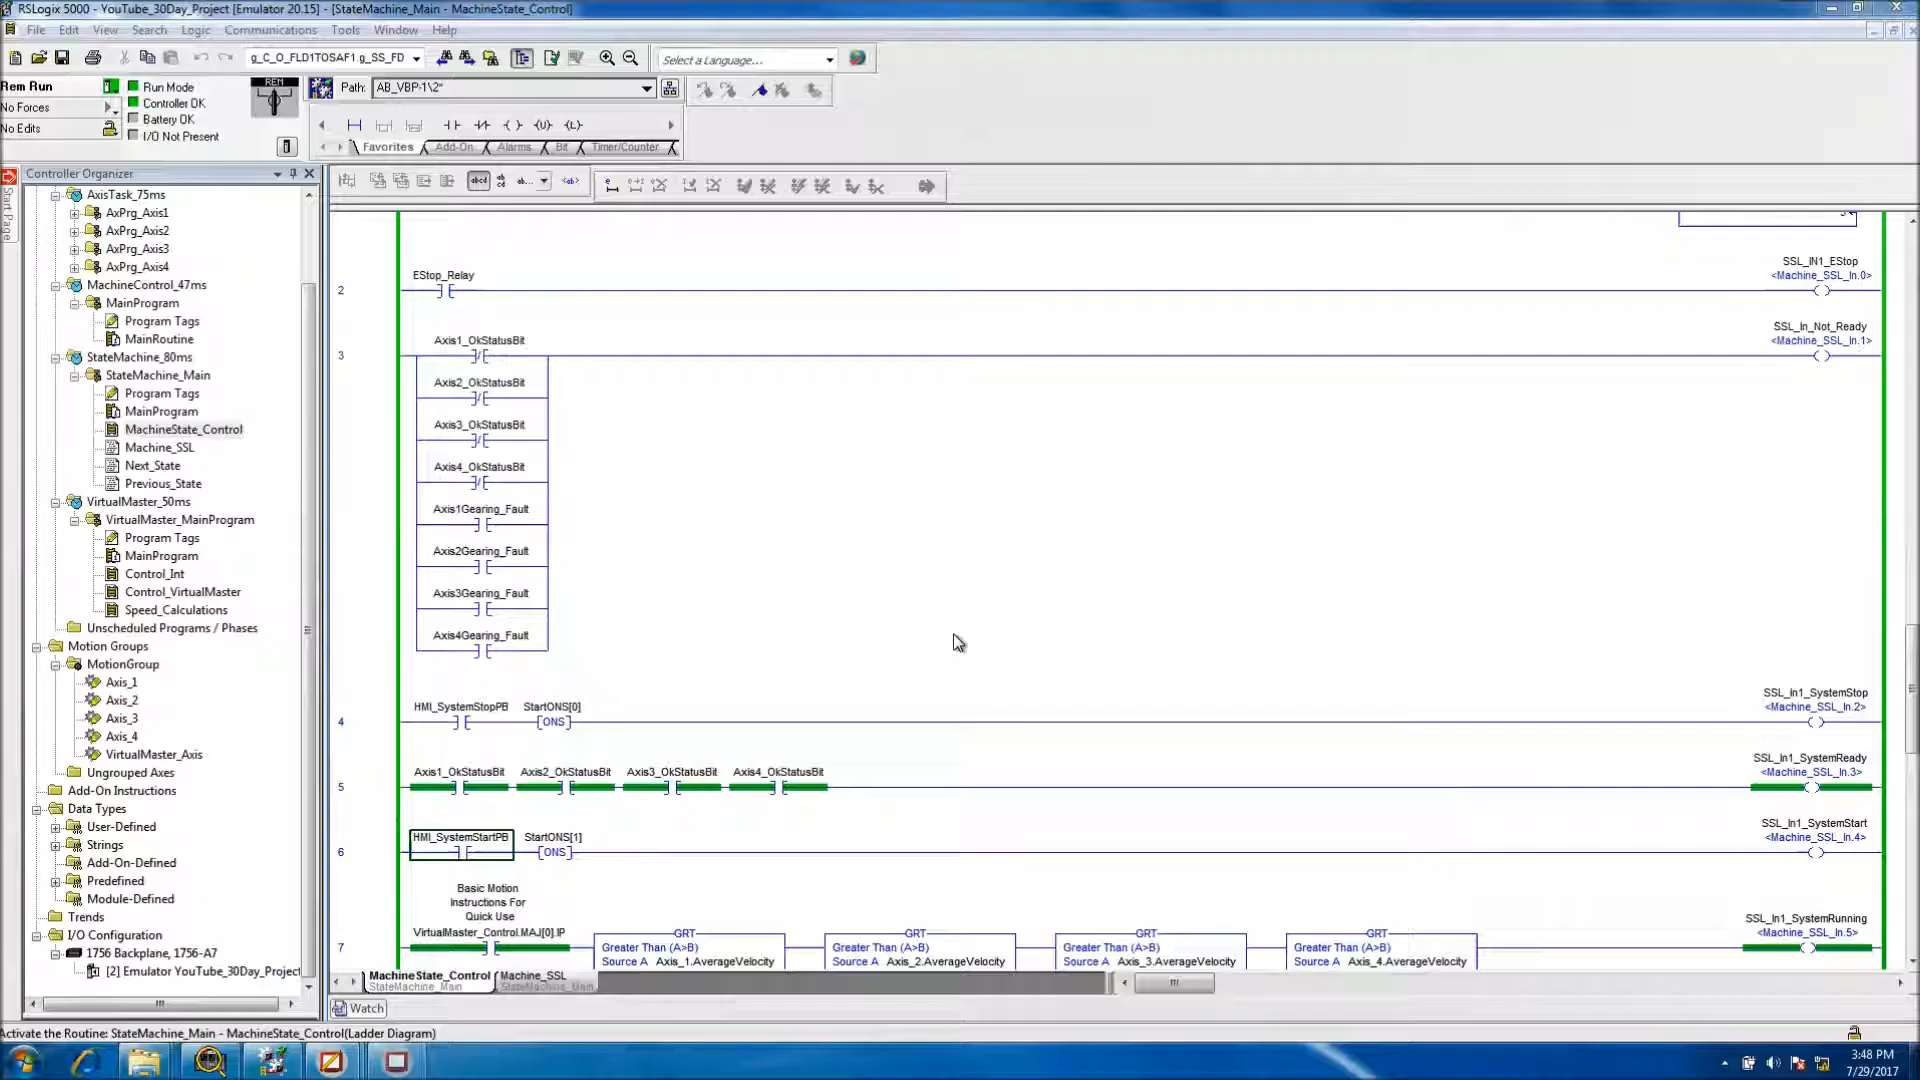 RSLogix 5000 - YouTube_30Day_Project [Emulator 20.15] - [StateMachine_Main - MachineState_Control]
File Edit View Search Logic Communications Tools Window Help
g_C_O_FLD1TOSAF1.g_SS_FD
Select a Language...
Rem Run
No Forces
No Edits
Run Mode
Controller OK
Battery OK
I/O Not Present
REM
Path: AB_VBP-1\2*
Favorites Add-On Alarms Bit Timer/Counter
Start Page
Controller Organizer
AxisTask_75ms
AxPrg_Axis1
AxPrg_Axis2
AxPrg_Axis3
AxPrg_Axis4
MachineControl_47ms
MainProgram
Program Tags
MainRoutine
StateMachine_80ms
StateMachine_Main
Program Tags
MainProgram
MachineState_Control
Machine_SSL
Next_State
Previous_State
VirtualMaster_50ms
VirtualMaster_MainProgram
Program Tags
MainProgram
Control_Int
Control_VirtualMaster
Speed_Calculations
Unscheduled Programs / Phases
Motion Groups
MotionGroup
Axis_1
Axis_2
Axis_3
Axis_4
VirtualMaster_Axis
Ungrouped Axes
Add-On Instructions
Data Types
User-Defined
Strings
Add-On-Defined
Predefined
Module-Defined
Trends
I/O Configuration
1756 Backplane, 1756-A7
[2] Emulator YouTube_30Day_Project
EStop_Relay
SSL_IN1_EStop
<Machine_SSL_In.0>
2
Axis1_OkStatusBit
SSL_In_Not_Ready
<Machine_SSL_In.1>
3
Axis2_OkStatusBit
Axis3_OkStatusBit
Axis4_OkStatusBit
Axis1Gearing_Fault
Axis2Gearing_Fault
Axis3Gearing_Fault
Axis4Gearing_Fault
HMI_SystemStopPB StartONS[0]
SSL_In1_SystemStop
<Machine_SSL_In.2>
4 ONS
Axis1_OkStatusBit Axis2_OkStatusBit Axis3_OkStatusBit Axis4_OkStatusBit
SSL_In1_SystemReady
<Machine_SSL_In.3>
5
HMI_SystemStartPB StartONS[1]
SSL_In1_SystemStart
<Machine_SSL_In.4>
6 ONS
Basic Motion
Instructions For
Quick Use
VirtualMaster_Control.MAJ[0].IP
SSL_In1_SystemRunning
<Machine_SSL_In.5>
7
GRT GRT GRT GRT
Greater Than (A>B) Greater Than (A>B) Greater Than (A>B) Greater Than (A>B)
Source A Axis_1.AverageVelocity Source A Axis_2.AverageVelocity Source A Axis_3.AverageVelocity Source A Axis_4.AverageVelocity
MachineState_Control Machine_SSL
StateMachine_Main StateMachine_Main
Watch
Activate the Routine: StateMachine_Main - MachineState_Control(Ladder Diagram)
3:48 PM
7/29/2017